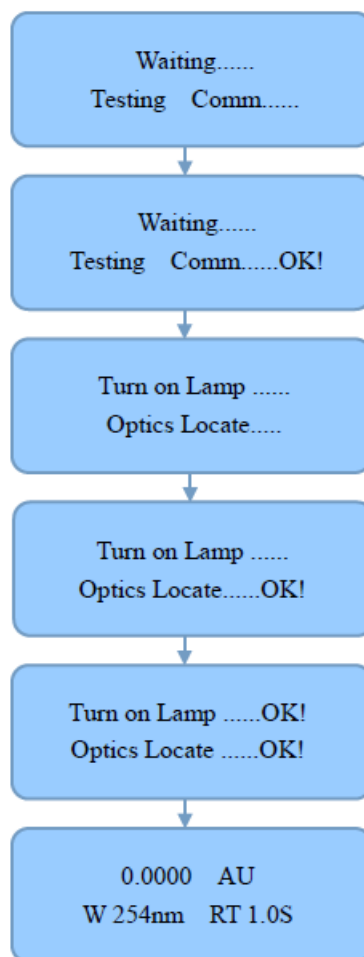 Waiting......
Testing Comm......
Waiting......
Testing Comm......OK!
Turn on Lamp ......
Optics Locate.....
Turn on Lamp ......
Optics Locate......OK!
Turn on Lamp ......OK!
Optics Locate ......OK!
0.0000 AU
W 254nm RT 1.0S